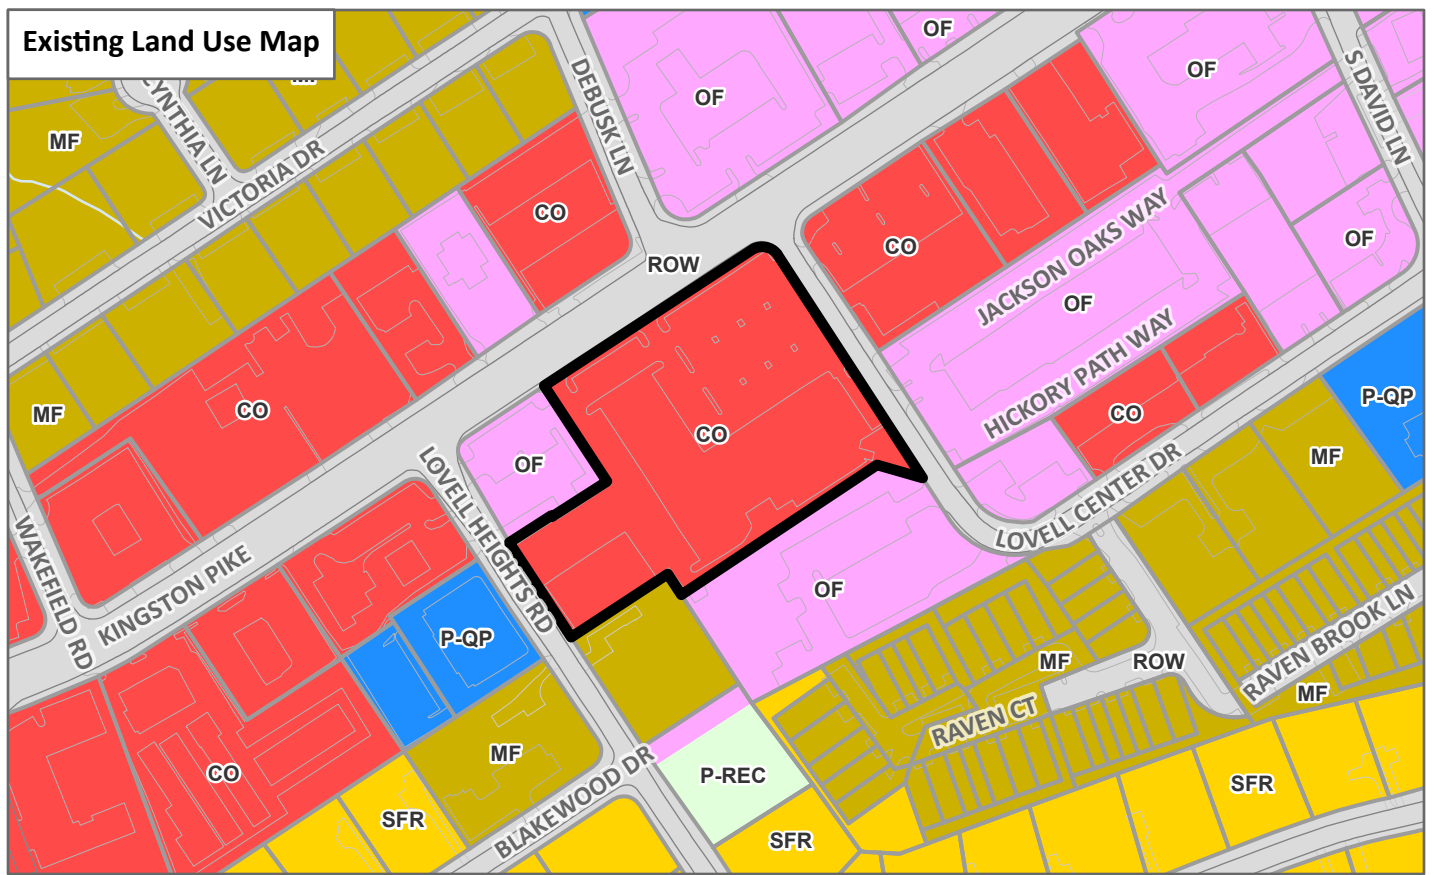 Existing Land Use Map
OF
OF
OF
S DAVID LN
DEBUSK LN
CYNTHIA LN
MF
MF
VICTORIA DR
CO
CO
ROW
JACKSON OAKS WAY
OF
OF
HICKORY PATH WAY
MF
CO
CO
CO
P-QP
OF
LOVELL HEIGHTS RD
LOVELL CENTER DR
MF
WAKEFIELD RD
KINGSTON PIKE
OF
P-QP
MF
ROW
RAVEN BROOK LN
MF
RAVEN CT
CO
MF
BLAKEWOOD DR
P-REC
SFR
SFR
SFR